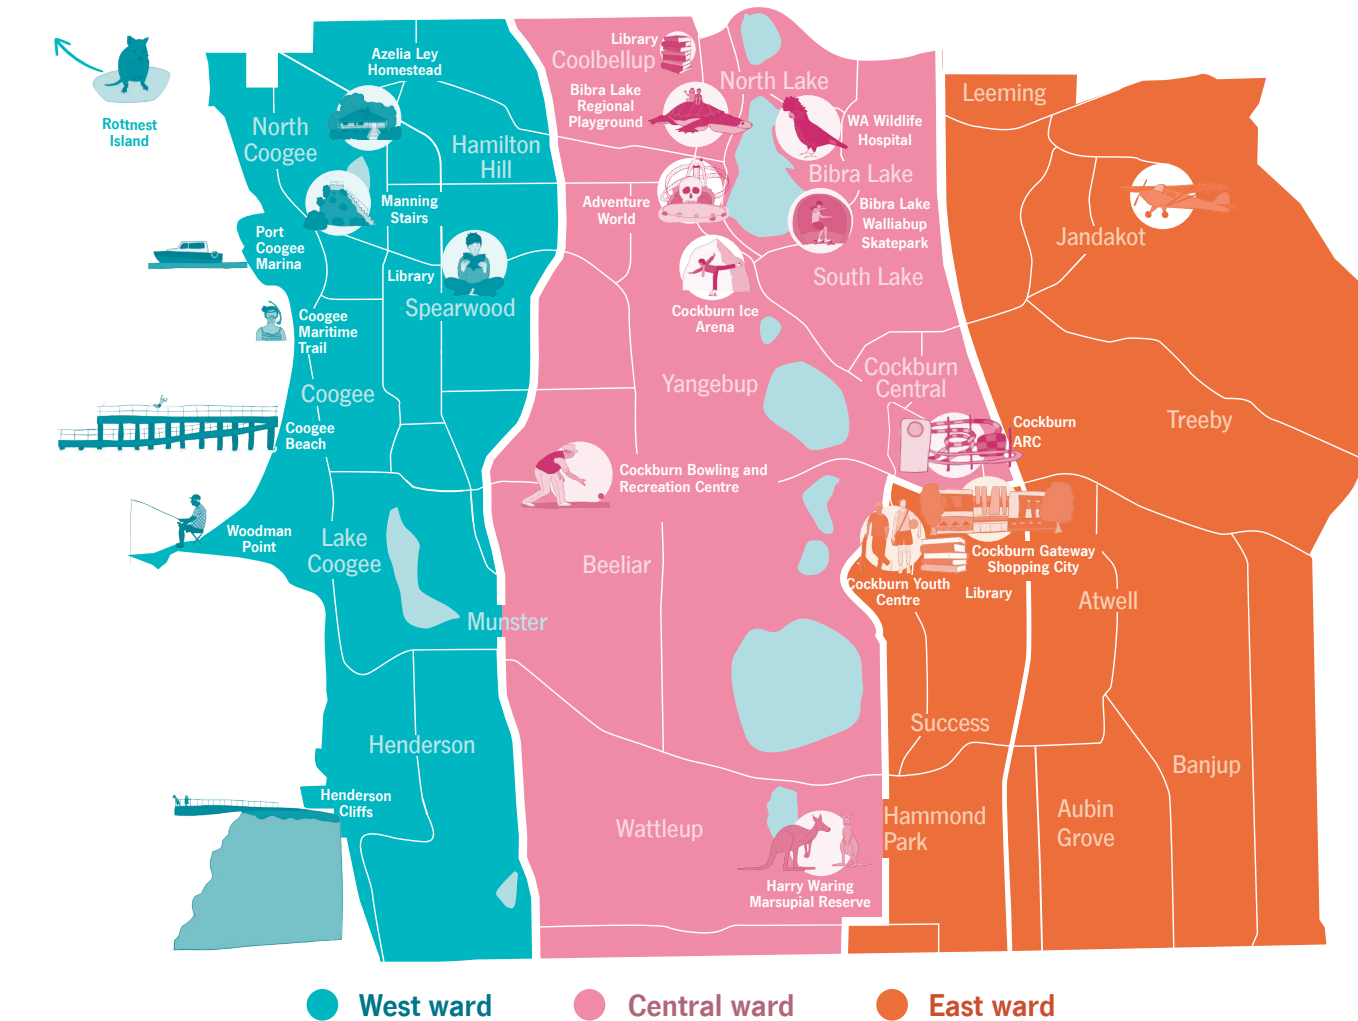 Rottnest
Island
Azelia Ley
Homestead
North
Coogee
Hamilton
Hill
Manning
Stairs
Port
Coogee
Marina
Library
Spearwood
Coogee
Maritime
Trail
Coogee
Coogee
Beach
Woodman
Point
Lake
Coogee
Munster
Henderson
Henderson
Cliffs
Library
Coolbellup
North Lake
Bibra Lake
Regional
Playground
WA Wildlife
Hospital
Bibra Lake
Adventure
World
Bibra Lake
Walliabup
Skatepark
South Lake
Cockburn Ice
Arena
Yangebup
Cockburn
Central
Cockburn
ARC
Cockburn Bowling and
Recreation Centre
Beeliar
Wattleup
Harry Waring
Marsupial Reserve
Leeming
Jandakot
Treeby
Cockburn Gateway
Shopping City
Cockburn Youth
Centre
Library
Atwell
Success
Banjup
Hammond
Park
Aubin
Grove
West ward
Central ward
East ward